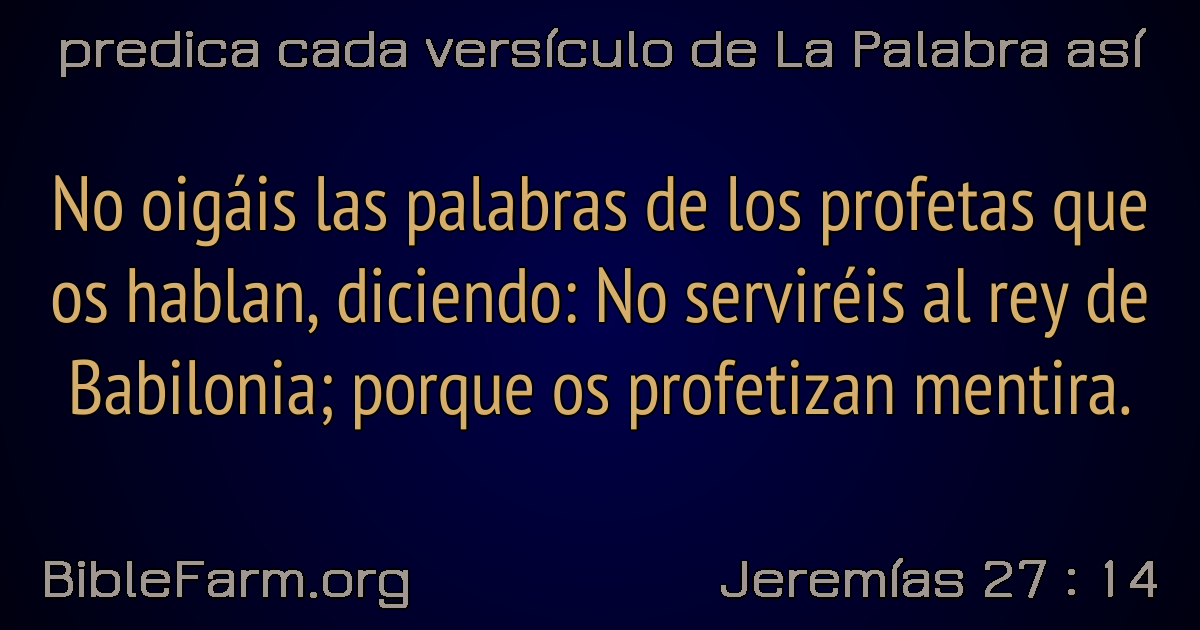 predica cada versículo de La Palabra así
No oigáis las palabras de los profetas que
os hablan, diciendo: No serviréis al rey de
Babilonia; porque os profetizan mentira.
BibleFarm.org
Jeremías 27 : 14